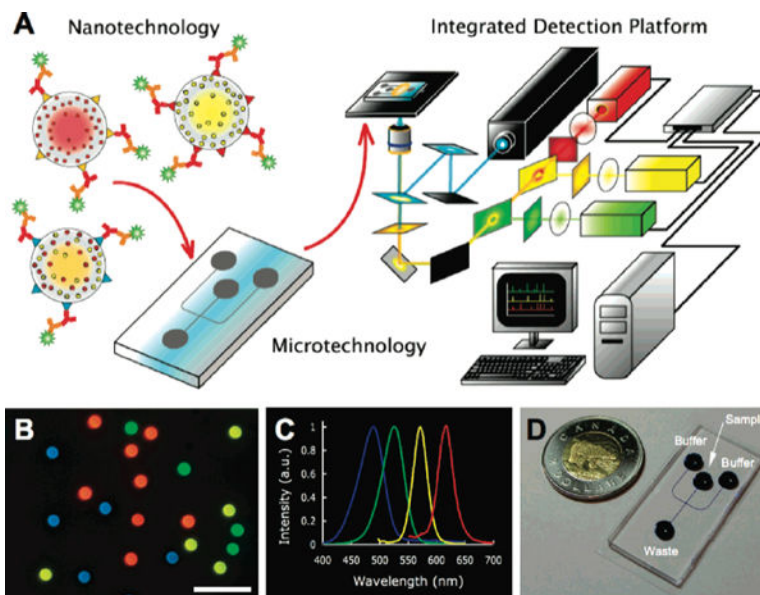 A
Nanotechnology
Integrated Detection Platform
Microtechnology
B
C
Intensity (a.u.)
1
0.8
0.6
0.4
0.2
0
400 450 500 550 600 650 700
Wavelength (nm)
D
CANADA
Sample
Buffer
Buffer
Waste